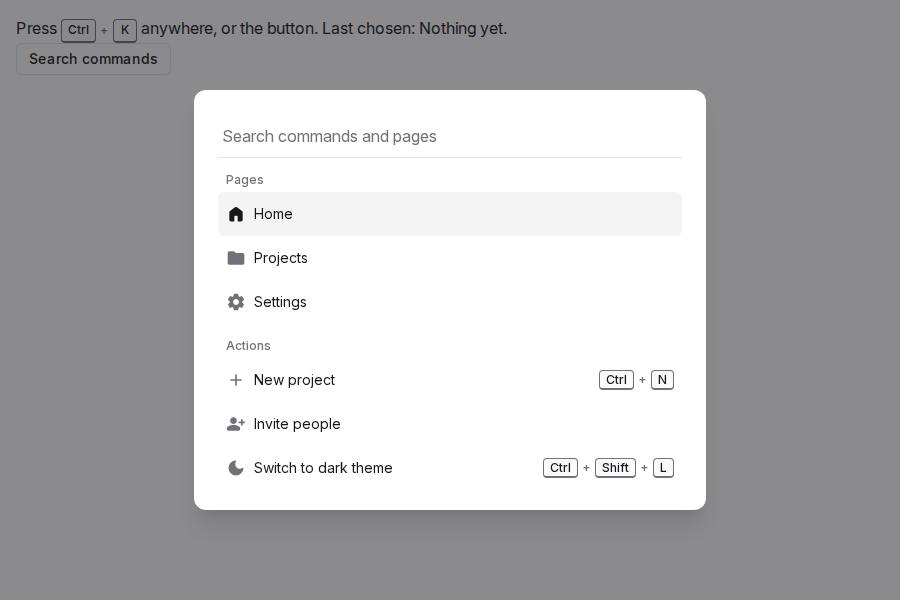 Press Ctrl + K anywhere, or the button. Last chosen: Nothing yet.
Search commands
Search commands and pages
Pages
Home
Projects
Settings
Actions
New project Ctrl + N
Invite people
Switch to dark theme Ctrl + Shift + L